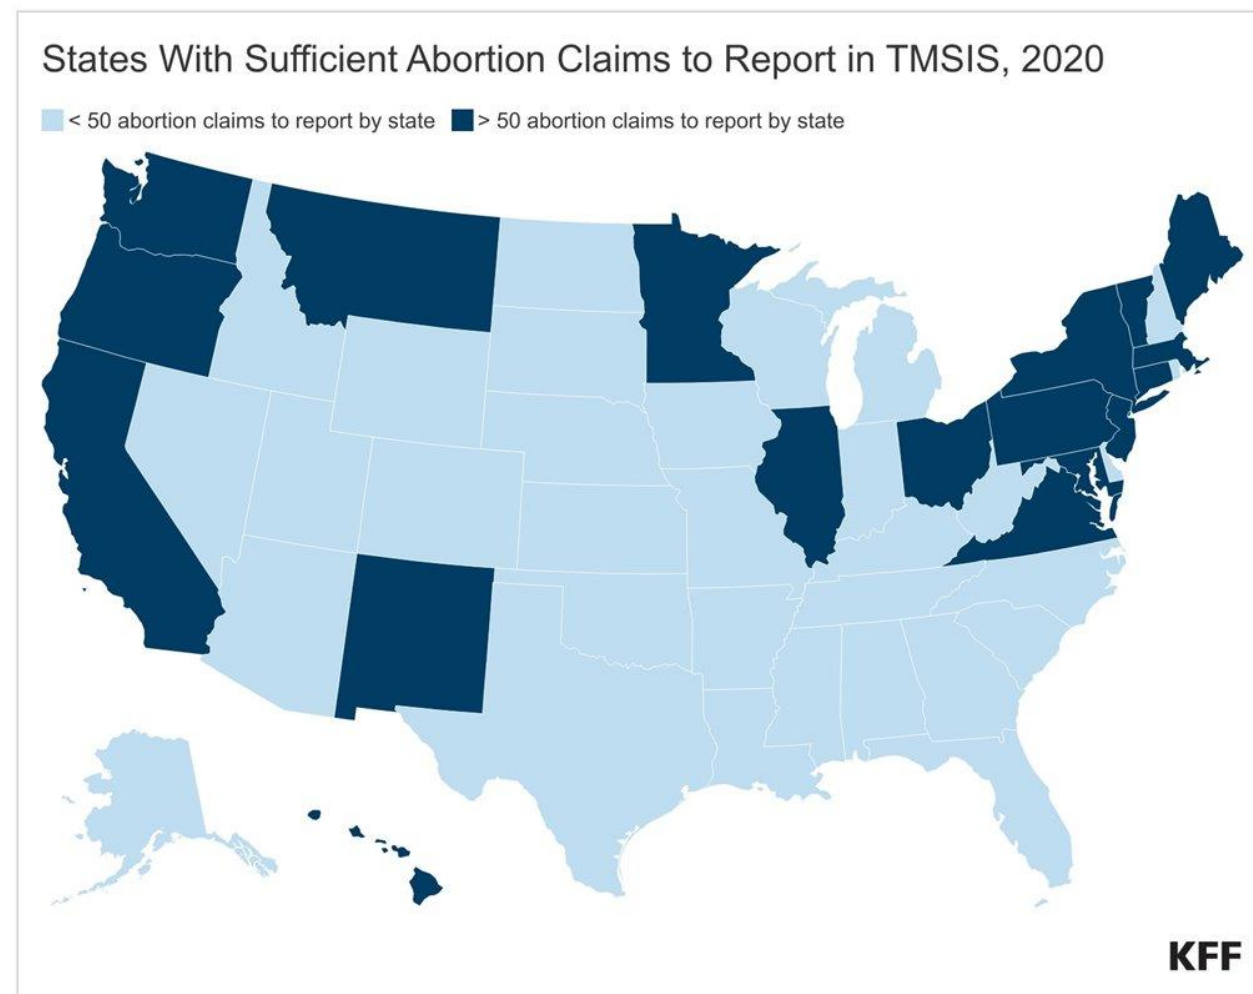 States With Sufficient Abortion Claims to Report in TMSIS, 2020
< 50 abortion claims to report by state > 50 abortion claims to report by state
KFF